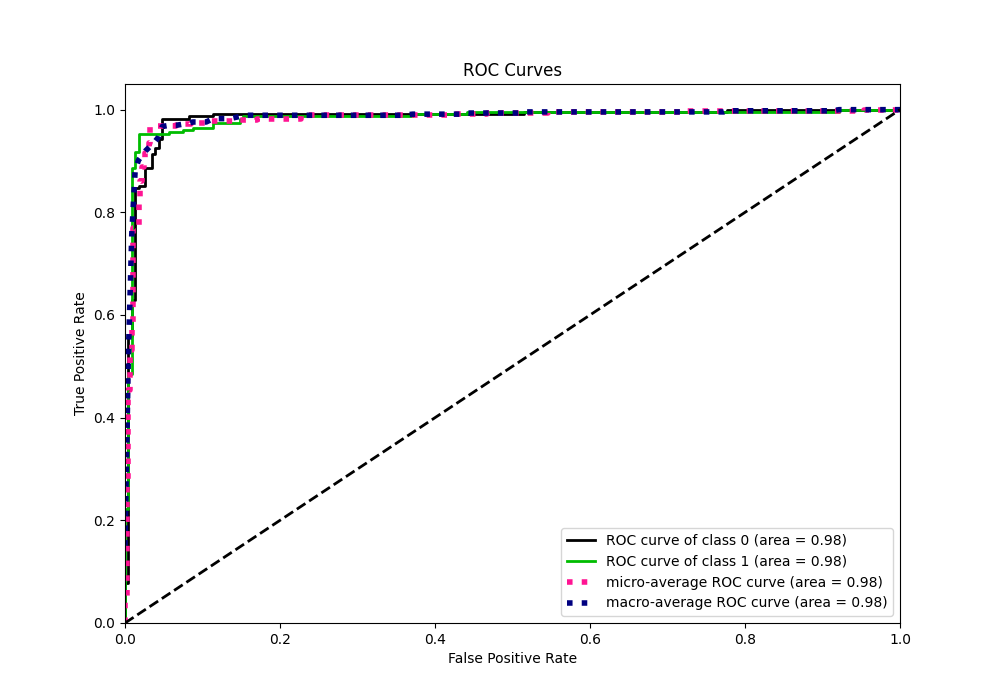 ROC Curves
True Positive Rate
1.0
0.8
0.6
0.4
0.2
0.0
ROC curve of class 0 (area = 0.98)
ROC curve of class 1 (area = 0.98)
micro-average ROC curve (area = 0.98)
macro-average ROC curve (area = 0.98)
0.0 0.2 0.4 0.6 0.8 1.0
False Positive Rate